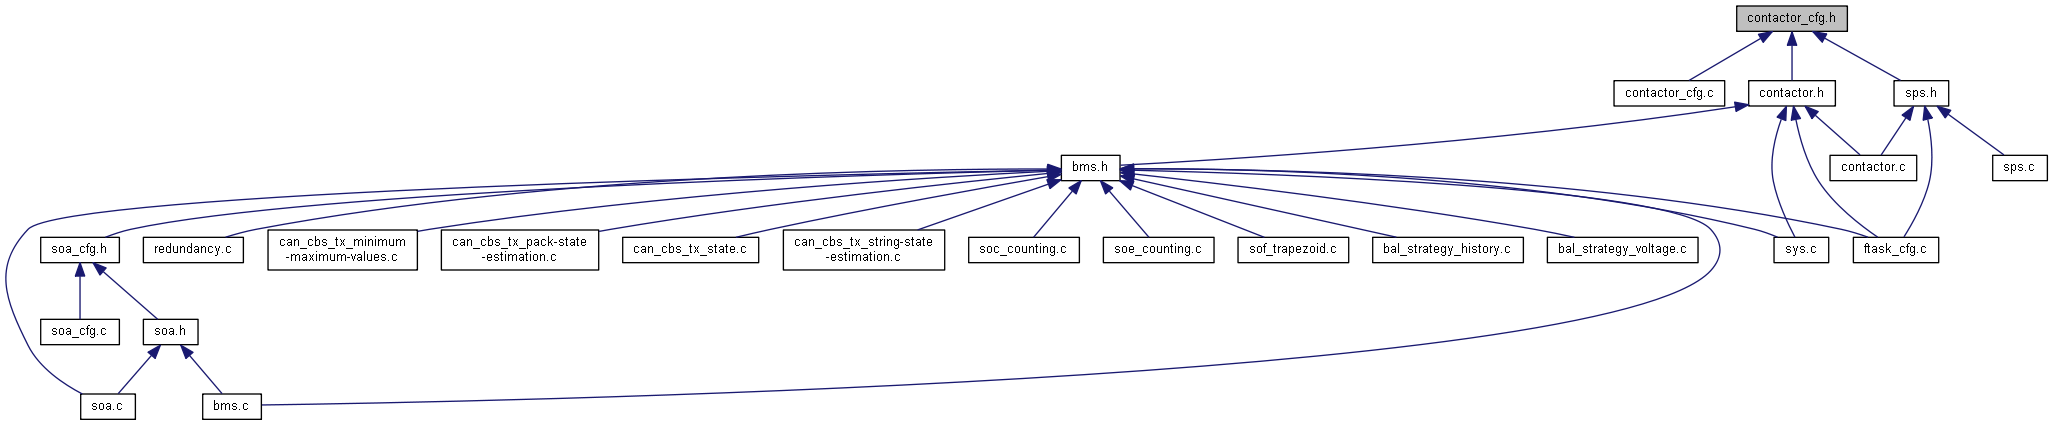 contactor_cfg.h
contactor_cfg.c
contactor.h
sps.h
bms.h
contactor.c
sps.c
soa_cfg.h
redundancy.c
can_cbs_tx_minimum
-maximum-values.c
can_cbs_tx_pack-state
-estimation.c
can_cbs_tx_state.c
can_cbs_tx_string-state
-estimation.c
soc_counting.c
soe_counting.c
sof_trapezoid.c
bal_strategy_history.c
bal_strategy_voltage.c
sys.c
ftask_cfg.c
soa_cfg.c
soa.h
soa.c
bms.c